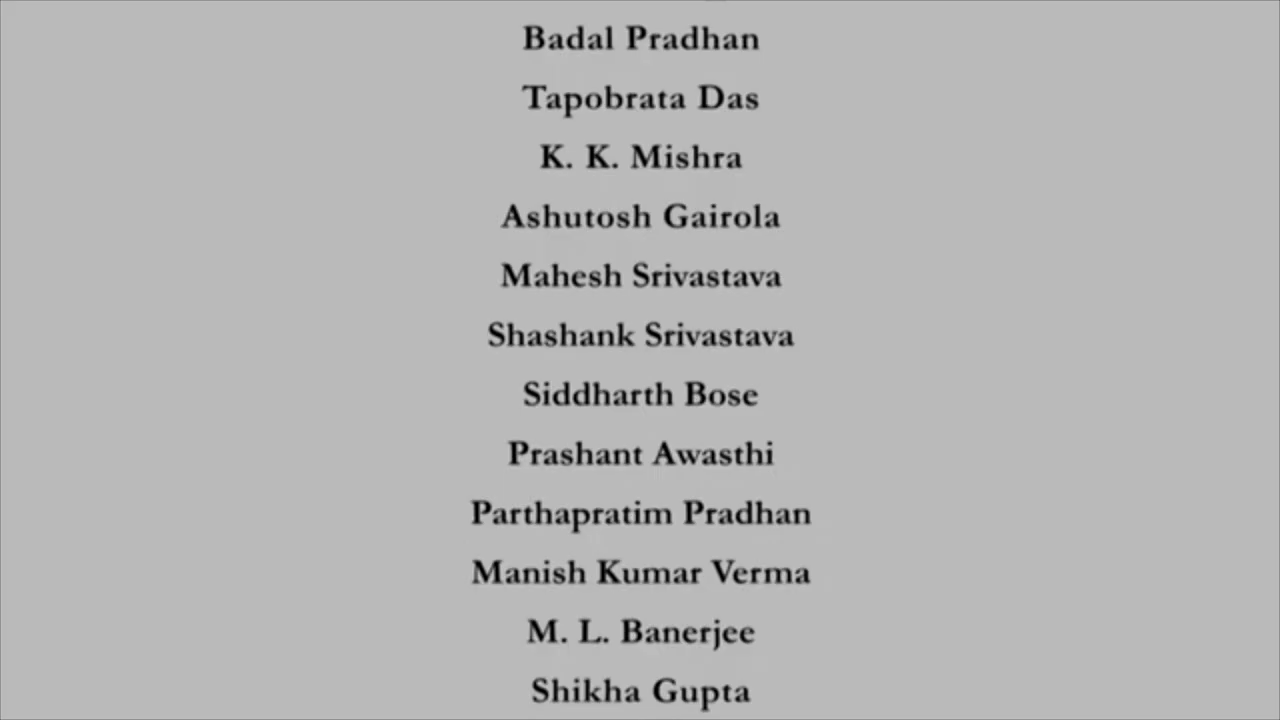 Badal Pradhan
Tapobrata Das
K. K. Mishra
Ashutosh Gairola
Mahesh Srivastava
Shashank Srivastava
Siddharth Bose
Prashant Awasthi
Parthapratim Pradhan
Manish Kumar Verma
M. L. Banerjee
Shikha Gupta